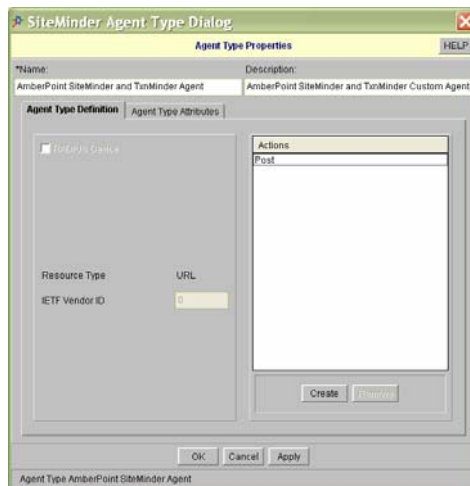 SiteMinder Agent Type Dialog
Agent Type Properties
HELP
*Name:
Description:
AmberPoint SiteMinder and TxnMinder Agent
AmberPoint SiteMinder and TxnMinder Custom Agent
Agent Type Definition
Agent Type Attributes
RADIUS Device
Actions
Post
Resource Type
URL
IETF Vendor ID
0
Create
OK
Cancel
Apply
Agent Type AmberPoint SiteMinder Agent